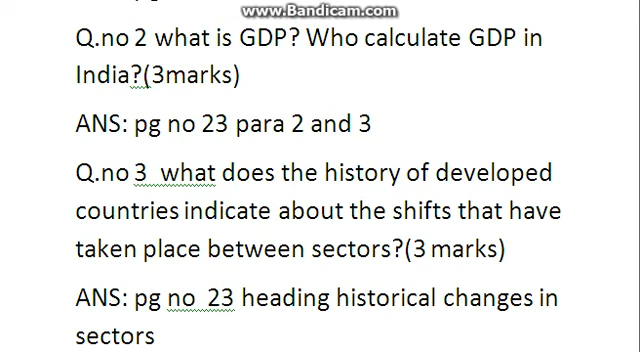 www.Bandicam.com
Q.no 2 what is GDP? Who calculate GDP in
India?(3marks)
ANS: pg no 23 para 2 and 3
Q.no 3  what does the history of developed
countries indicate about the shifts that have
taken place between sectors?(3 marks)
ANS: pg no  23 heading historical changes in
sectors